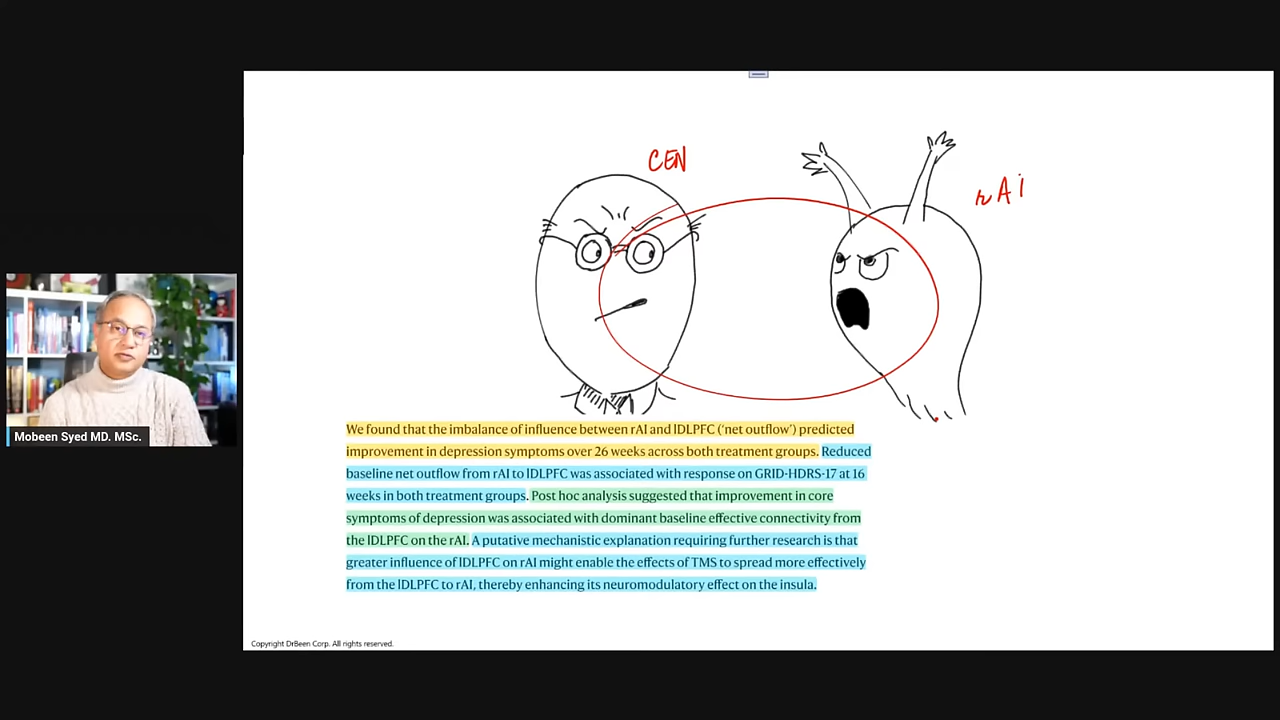 CEN
rAi
We found that the imbalance of influence between rAI and lDLPFC (‘net outflow’) predicted
improvement in depression symptoms over 26 weeks across both treatment groups. Reduced
baseline net outflow from rAI to lDLPFC was associated with response on GRID-HDRS-17 at 16
weeks in both treatment groups. Post hoc analysis suggested that improvement in core
symptoms of depression was associated with dominant baseline effective connectivity from
the lDLPFC on the rAI. A putative mechanistic explanation requiring further research is that
greater influence of lDLPFC on rAI might enable the effects of TMS to spread more effectively
from the lDLPFC to rAI, thereby enhancing its neuromodulatory effect on the insula.
Mobeen Syed MD. MSc.
Copyright DrBeen Corp. All rights reserved.